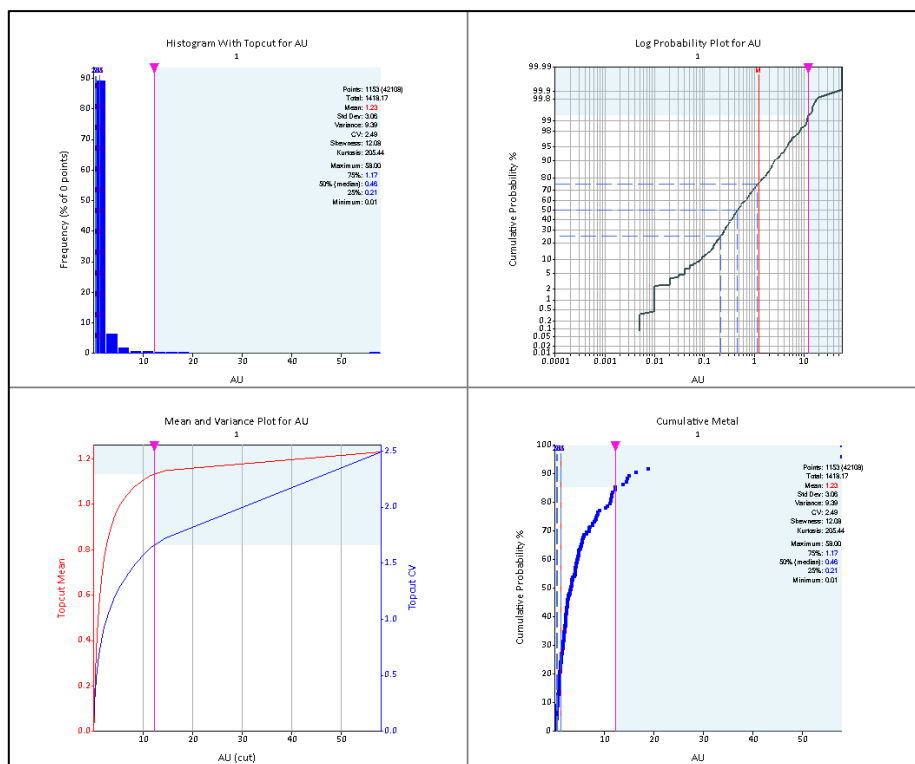 Histogram With Topcut for AU
1
Points: 1153 (42108)
Total: 1419.17
Mean: 1.23
Std Dev: 3.06
Variance: 9.39
CV: 2.49
Skewness: 12.08
Kurtosis: 205.44
Maximum: 58.00
75%: 1.17
50% (median): 0.46
25%: 0.21
Minimum: 0.01
Frequency (% of 0 points)
90
80
70
60
50
40
30
20
10
0
0 10 20 30 40 50
AU
Log Probability Plot for AU
1
M
Cumulative Probability %
99.99
99.9
99.8
99
98
95
90
80
70
60
50
40
30
20
10
5
2
1
0.5
0.2
0.1
0.05
0.02
0.01
0.0001 0.001 0.01 0.1 1 10
AU
Mean and Variance Plot for AU
1
Topcut Mean
1.2
1.0
0.8
0.6
0.4
0.2
0.0
Topcut CV
2.5
2.0
1.5
1.0
0.5
0.0
10 20 30 40 50
AU (cut)
Cumulative Metal
1
Points: 1153 (42108)
Total: 1419.17
Mean: 1.23
Std Dev: 3.06
Variance: 9.39
CV: 2.49
Skewness: 12.08
Kurtosis: 205.44
Maximum: 58.00
75%: 1.17
50% (median): 0.46
25%: 0.21
Minimum: 0.01
Cumulative Probability %
100
90
80
70
60
50
40
30
20
10
0
0 10 20 30 40 50
AU